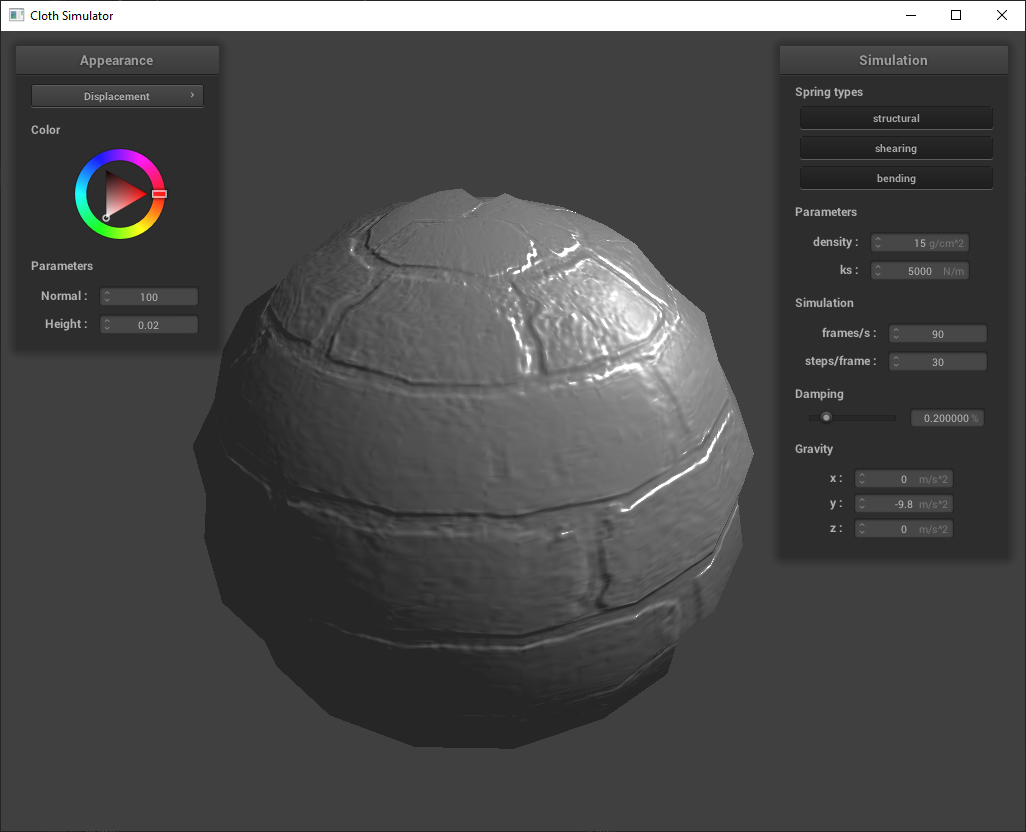 Cloth Simulator
Appearance
Displacement
Color
Parameters
Normal : 100
Height : 0.02
Simulation
Spring types
structural
shearing
bending
Parameters
density : 15 g/cm^2
ks : 5000 N/m
Simulation
frames/s : 90
steps/frame : 30
Damping
0.200000 %
Gravity
x : 0 m/s^2
y : -9.8 m/s^2
z : 0 m/s^2